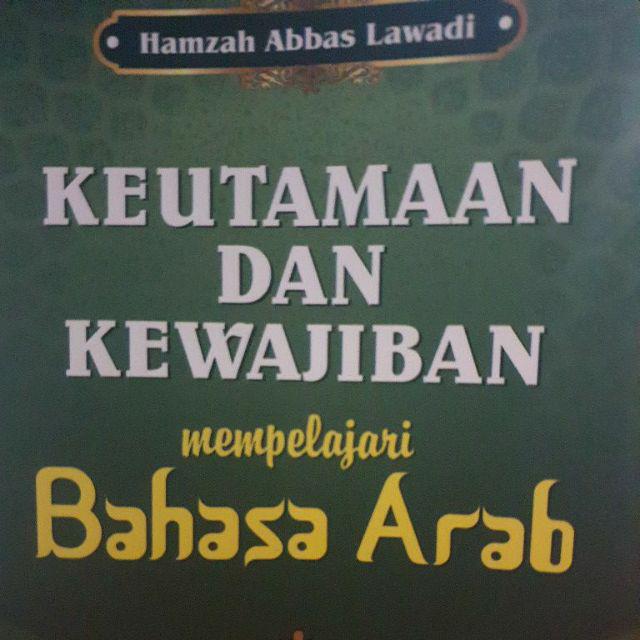 Hamzah Abbas Lawadi
KEUTAMAAN
DAN
KEWAJIBAN
mempelajari
Bahasa Arab